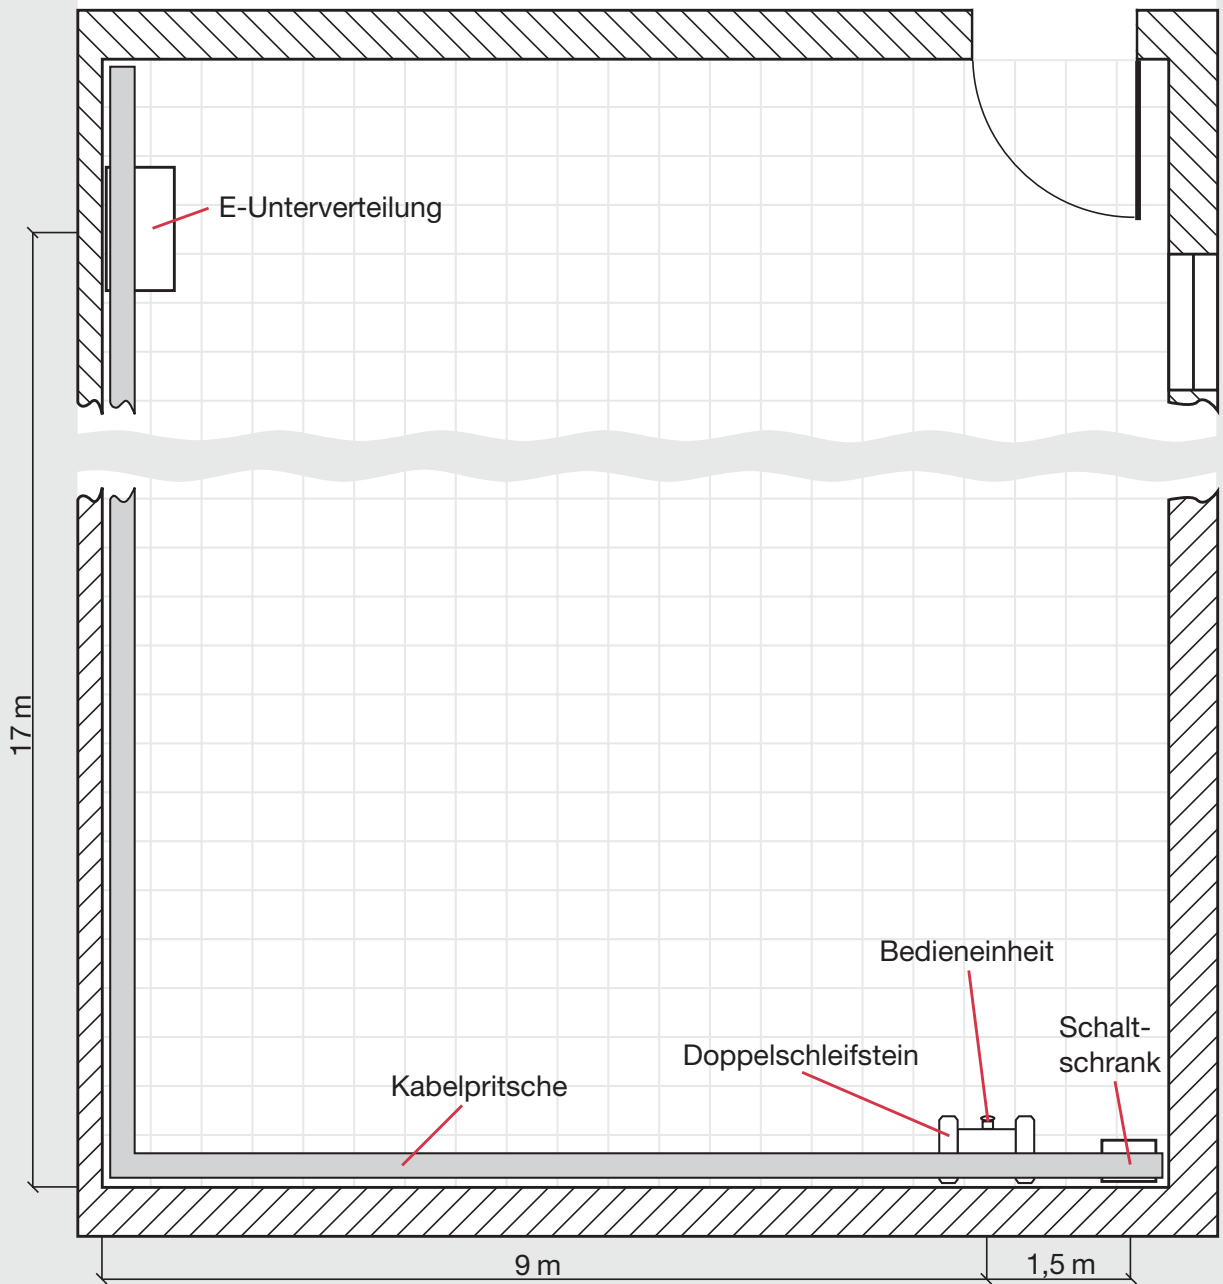 E-Unterverteilung
17 m
Bedieneinheit
Schalt-
schrank
Doppelschleifstein
Kabelpritsche
9 m
1,5 m